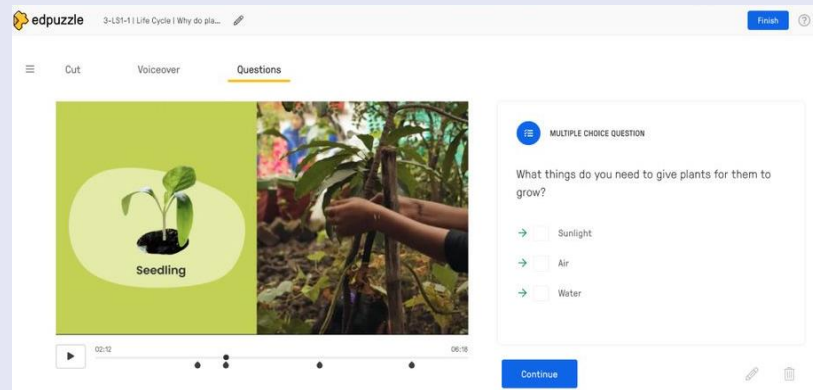 edpuzzle
3-LS1-1 | Life Cycle | Why do pla...
Finish
Cut
Voiceover
Questions
Seedling
02:12
06:18
MULTIPLE CHOICE QUESTION
What things do you need to give plants for them to
grow?
Sunlight
Air
Water
Continue